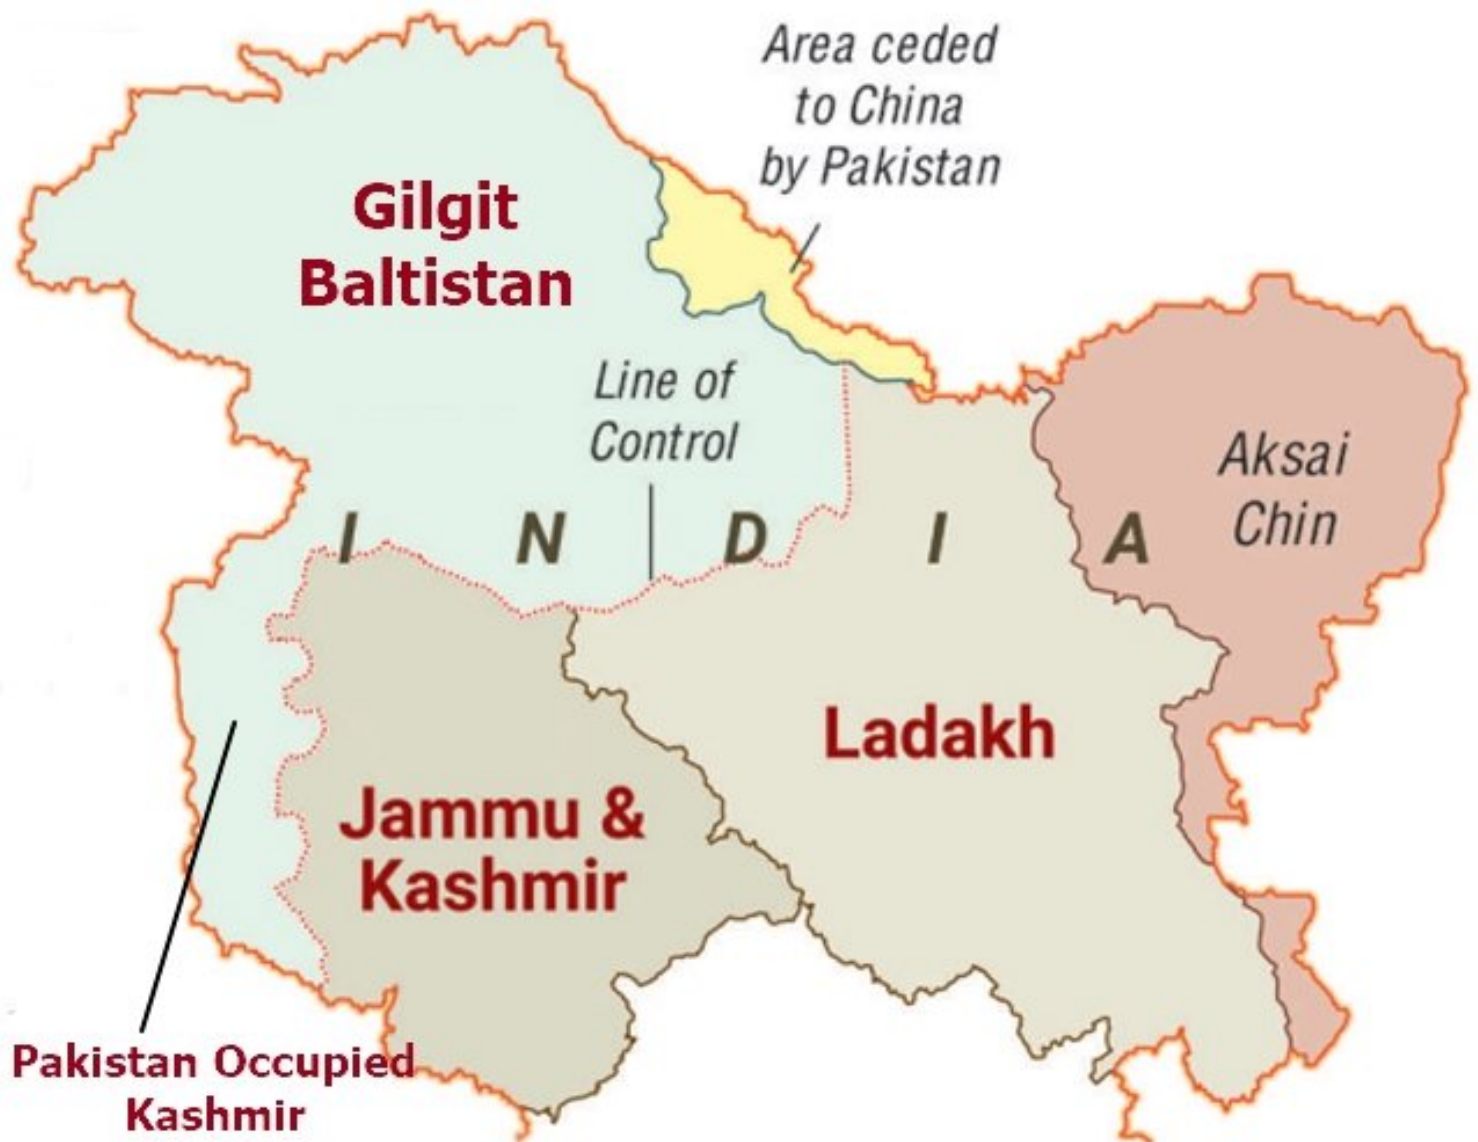 Area ceded
to China
by Pakistan
Gilgit
Baltistan
Line of
Control
Aksai
Chin
I N D I A
Ladakh
Jammu &
Kashmir
Pakistan Occupied
Kashmir